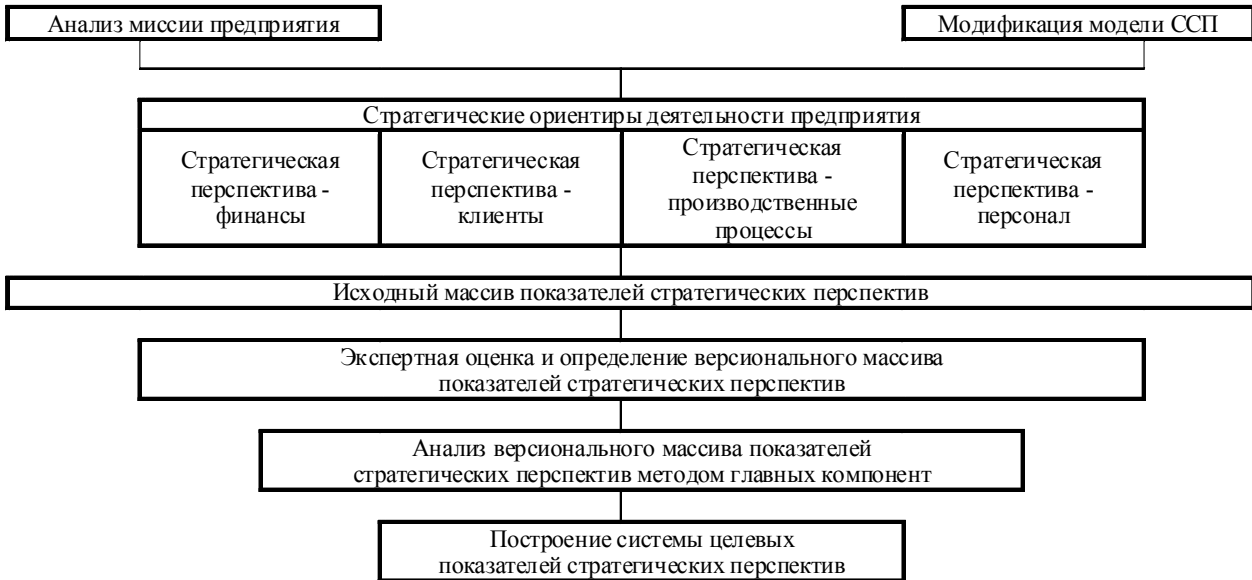 Анализ миссии предприятия
Модификация модели ССП
Стратегические ориентиры деятельности предприятия
Стратегическая
перспектива -
финансы
Стратегическая
перспектива -
клиенты
Стратегическая
перспектива -
производственные
процессы
Стратегическая
перспектива -
персонал
Исходный массив показателей стратегических перспектив
Экспертная оценка и определение версионального массива
показателей стратегических перспектив
Анализ версионального массива показателей
стратегических перспектив методом главных компонент
Построение системы целевых
показателей стратегических перспектив